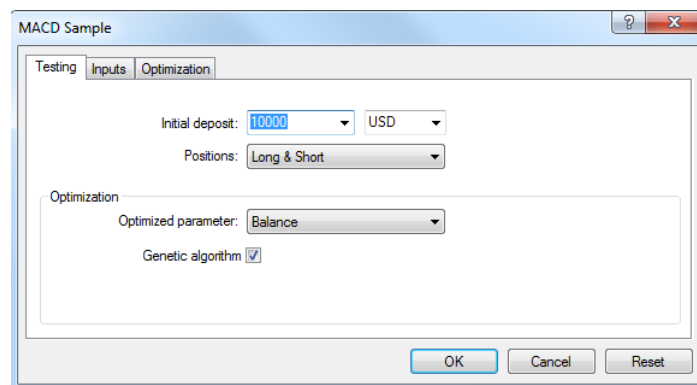 MACD Sample
? X
Testing Inputs Optimization
Initial deposit: 10000 USD
Positions: Long & Short
Optimization
Optimized parameter: Balance
Genetic algorithm
OK Cancel Reset